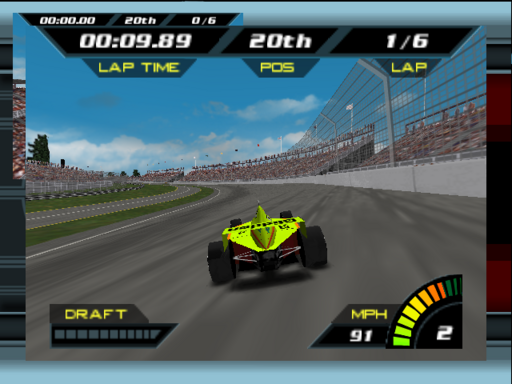 00:00.00 20th 0/6
00:09.89 20th 1/6
LAP TIME POS LAP
DRAFT MPH
91 2